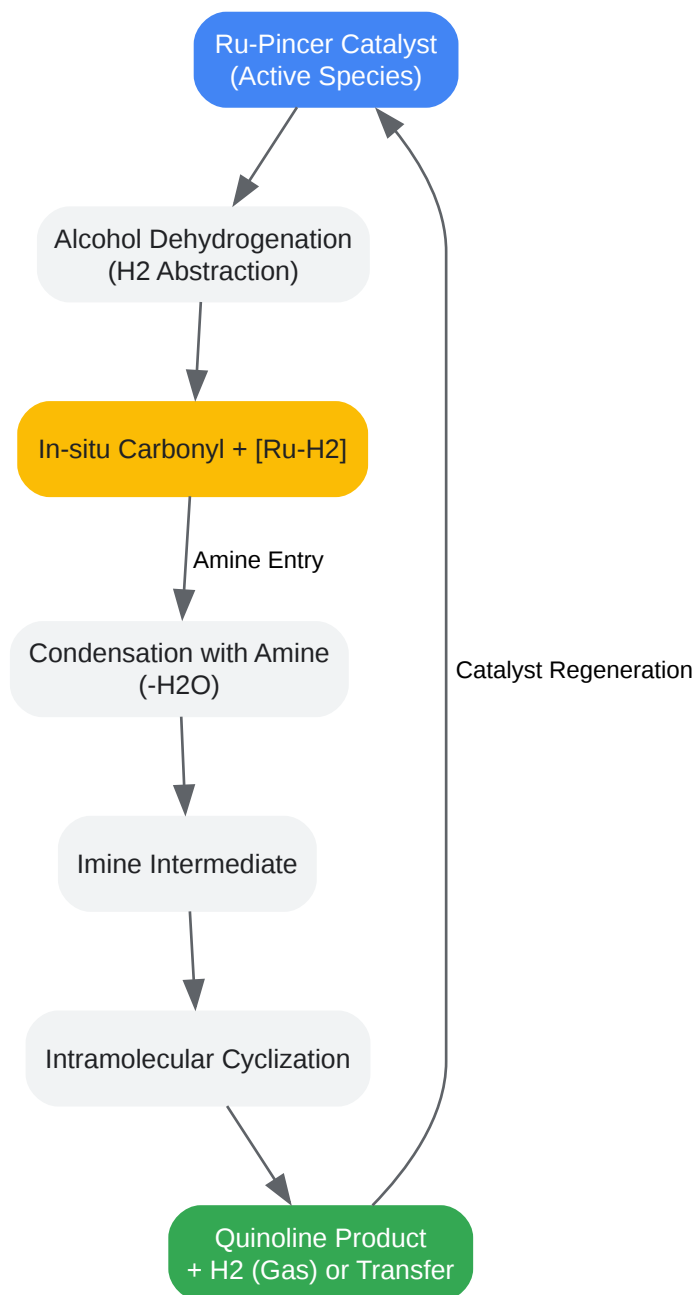 Ru-Pincer Catalyst
(Active Species)
Alcohol Dehydrogenation
(H2 Abstraction)
In-situ Carbonyl + [Ru-H2]
Amine Entry
Condensation with Amine
(-H2O)
Catalyst Regeneration
Imine Intermediate
Intramolecular Cyclization
Quinoline Product
+ H2 (Gas) or Transfer